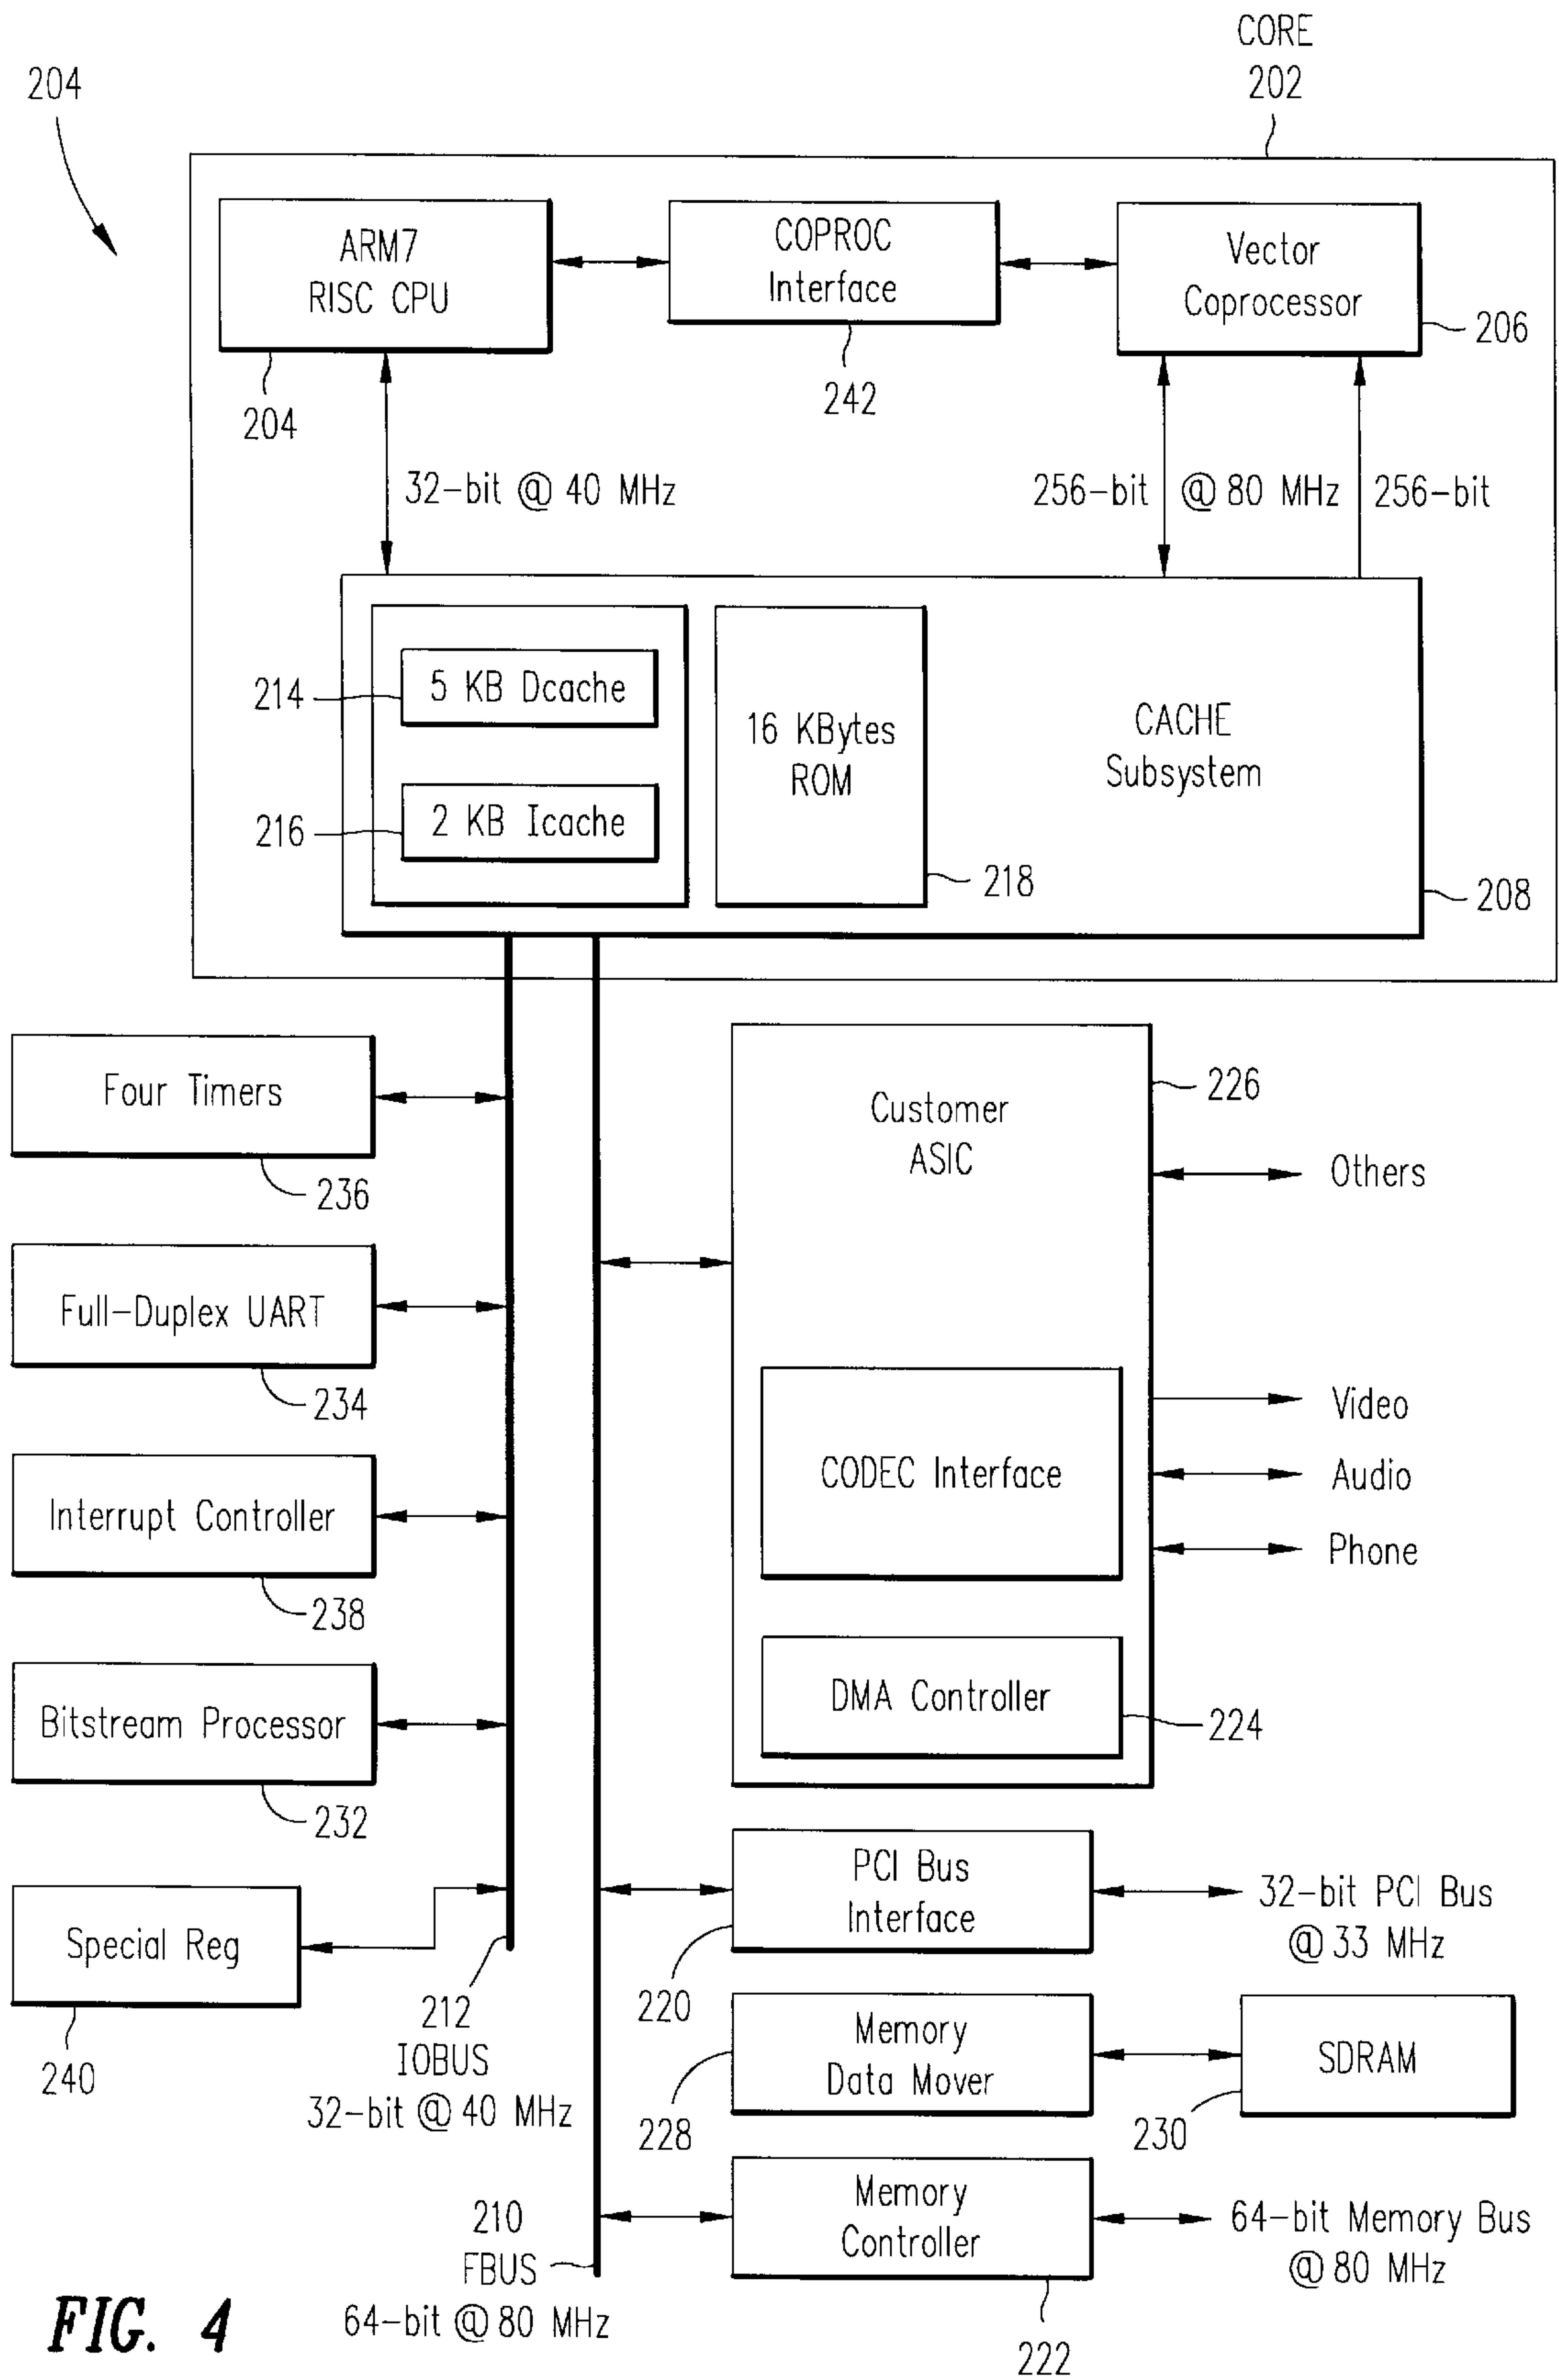 CORE
202
204
ARM7
RISC CPU
204
COPROC
Interface
242
Vector
Coprocessor
206
32-bit @ 40 MHz
256-bit @ 80 MHz 256-bit
214
5 KB Dcache
216
2 KB Icache
16 KBytes
ROM
218
CACHE
Subsystem
208
Four Timers
236
Full-Duplex UART
234
Interrupt Controller
238
Bitstream Processor
232
Special Reg
240
212
IOBUS
32-bit @ 40 MHz
210
FBUS
64-bit @ 80 MHz
Customer
ASIC
226
Others
CODEC Interface
Video
Audio
Phone
DMA Controller
224
PCI Bus
Interface
220
32-bit PCI Bus
@ 33 MHz
Memory
Data Mover
228
SDRAM
230
Memory
Controller
222
64-bit Memory Bus
@ 80 MHz
FIG. 4